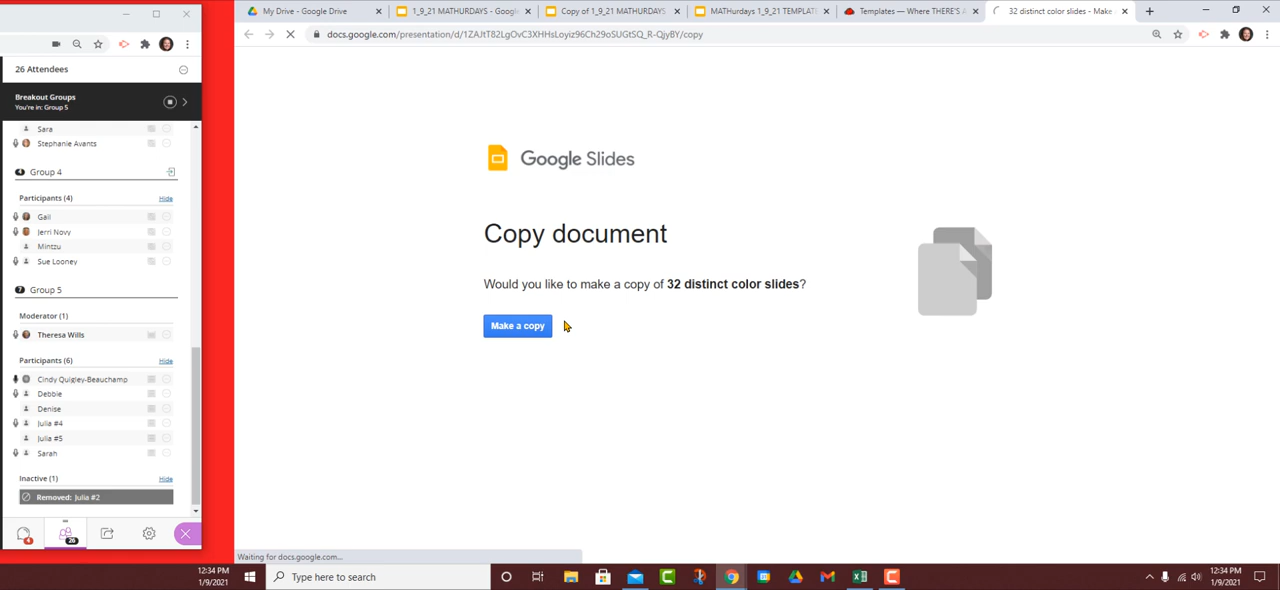 My Drive - Google Drive
1_9_21 MATHURDAYS - Googl
Copy of 1_9_21 MATHURDAYS
MATHurdays 1_9_21 TEMPLAT
Templates — Where THERE'S A
32 distinct color slides - Make a
docs.google.com/presentation/d/1ZAJtT82LgOvC3XHHsLoyiz96Ch29oSUGtSQ_R-QjyBY/copy
26 Attendees
Breakout Groups
You're in: Group 5
Sara
Stephanie Avants
4 Group 4
Participants (4) Hide
Gail
Jerri Novy
Mintzu
Sue Looney
7 Group 5
Moderator (1)
Theresa Wills
Participants (6) Hide
Cindy Quigley-Beauchamp
Debbie
Denise
Julia #4
Julia #5
Sarah
Inactive (1) Hide
Removed: Julia #2
4
26
Google Slides
Copy document
Would you like to make a copy of 32 distinct color slides?
Make a copy
Waiting for docs.google.com...
12:34 PM
1/9/2021
Type here to search
12:34 PM
1/9/2021